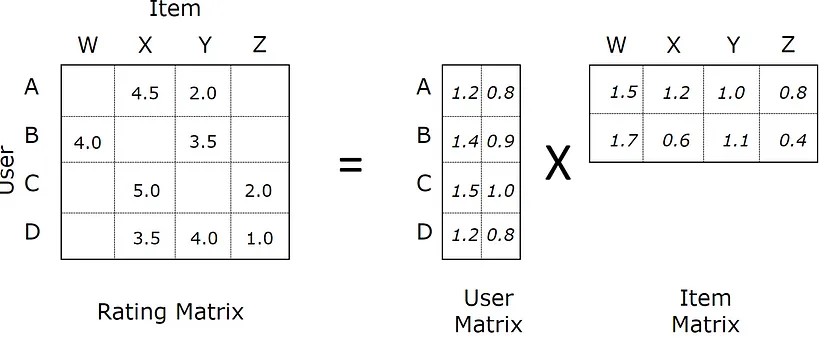 Item
W X Y Z W X Y Z
A 4.5 2.0 A 1.2 0.8 1.5 1.2 1.0 0.8
B 4.0 3.5 B 1.4 0.9 1.7 0.6 1.1 0.4
User
= X
C 5.0 2.0 C 1.5 1.0
D 3.5 4.0 1.0 D 1.2 0.8
Rating Matrix
User
Matrix
Item
Matrix